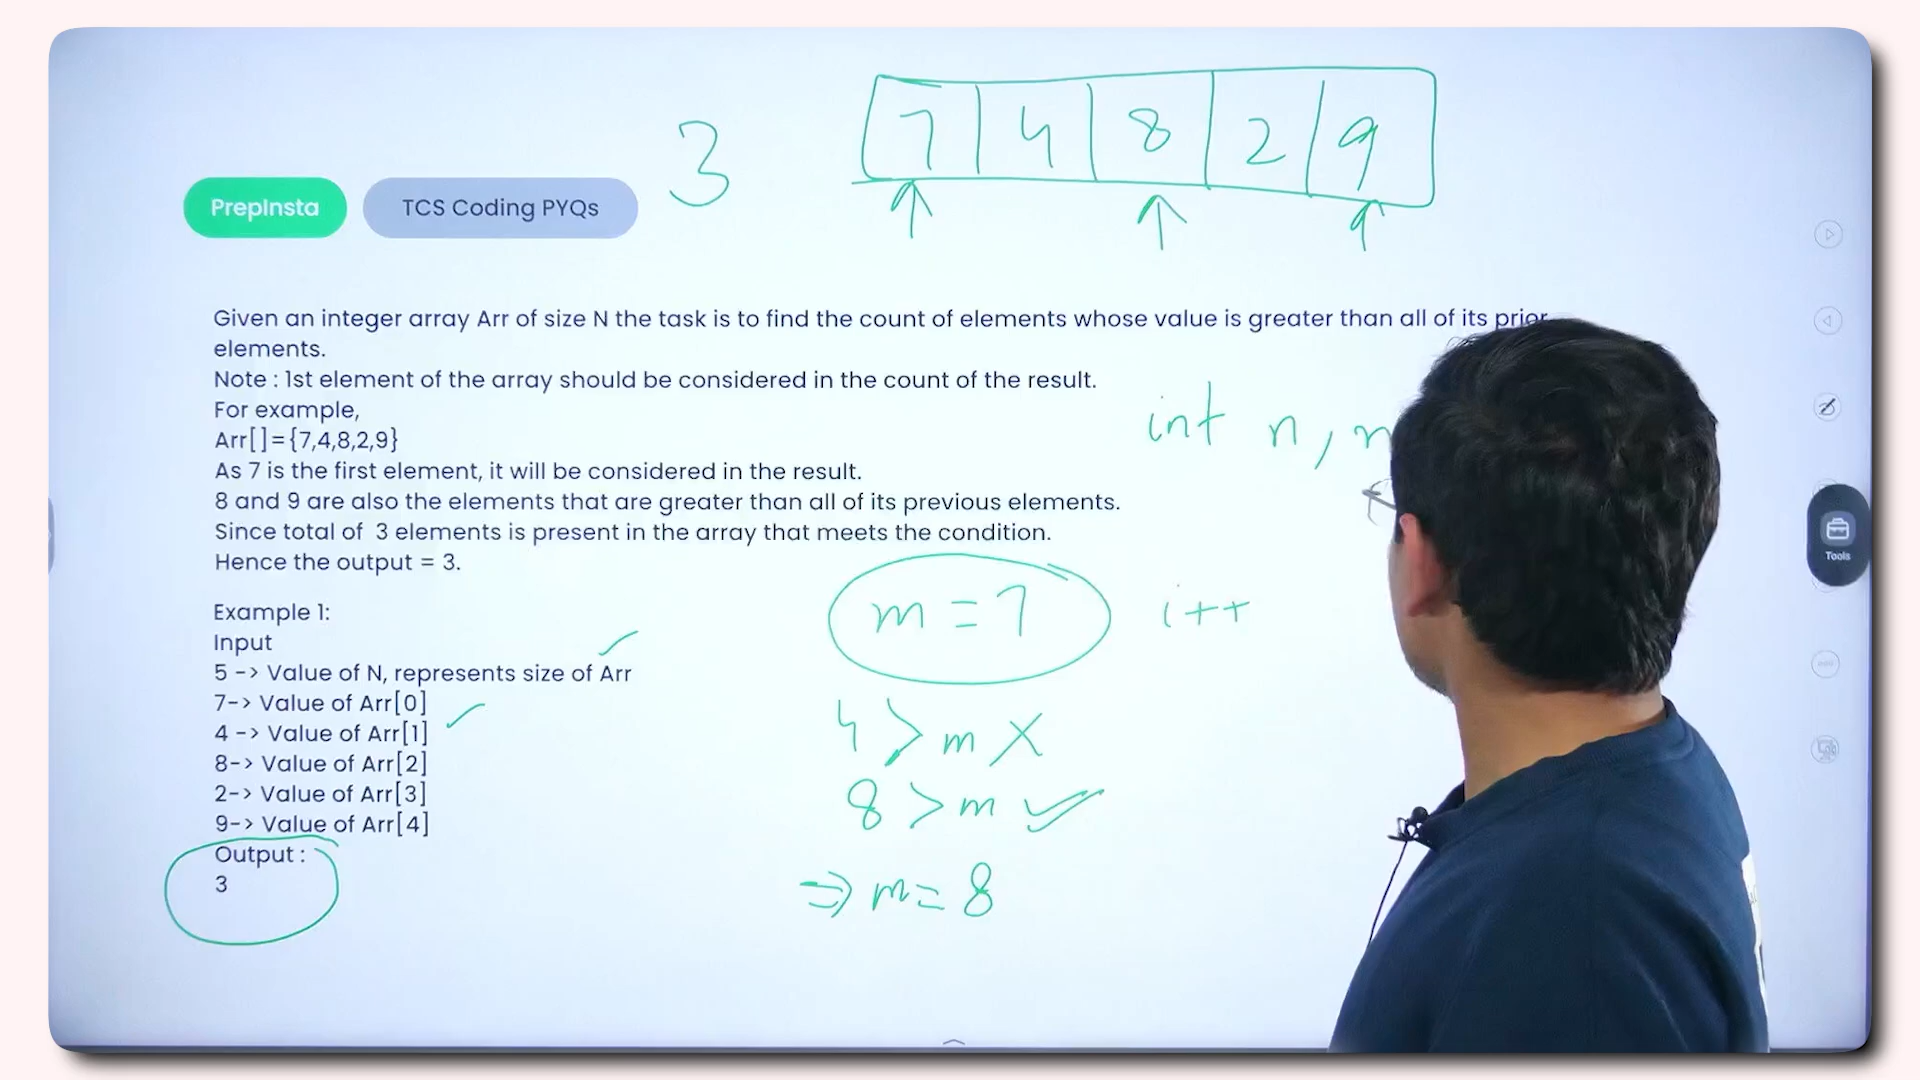 3
7 4 8 2 9
PrepInsta TCS Coding PYQs
Given an integer array Arr of size N the task is to find the count of elements whose value is greater than all of its prior
elements.
Note : 1st element of the array should be considered in the count of the result.
For example,
Arr[]={7,4,8,2,9}
As 7 is the first element, it will be considered in the result.
8 and 9 are also the elements that are greater than all of its previous elements.
Since total of 3 elements is present in the array that meets the condition.
Hence the output = 3.
int n,
Example 1:
Input
5 -> Value of N, represents size of Arr
7-> Value of Arr[0]
4 -> Value of Arr[1]
8-> Value of Arr[2]
2-> Value of Arr[3]
9-> Value of Arr[4]
Output :
3
m = 7 i++
4 > m X
8 > m ✓
⇒ m = 8
Tools